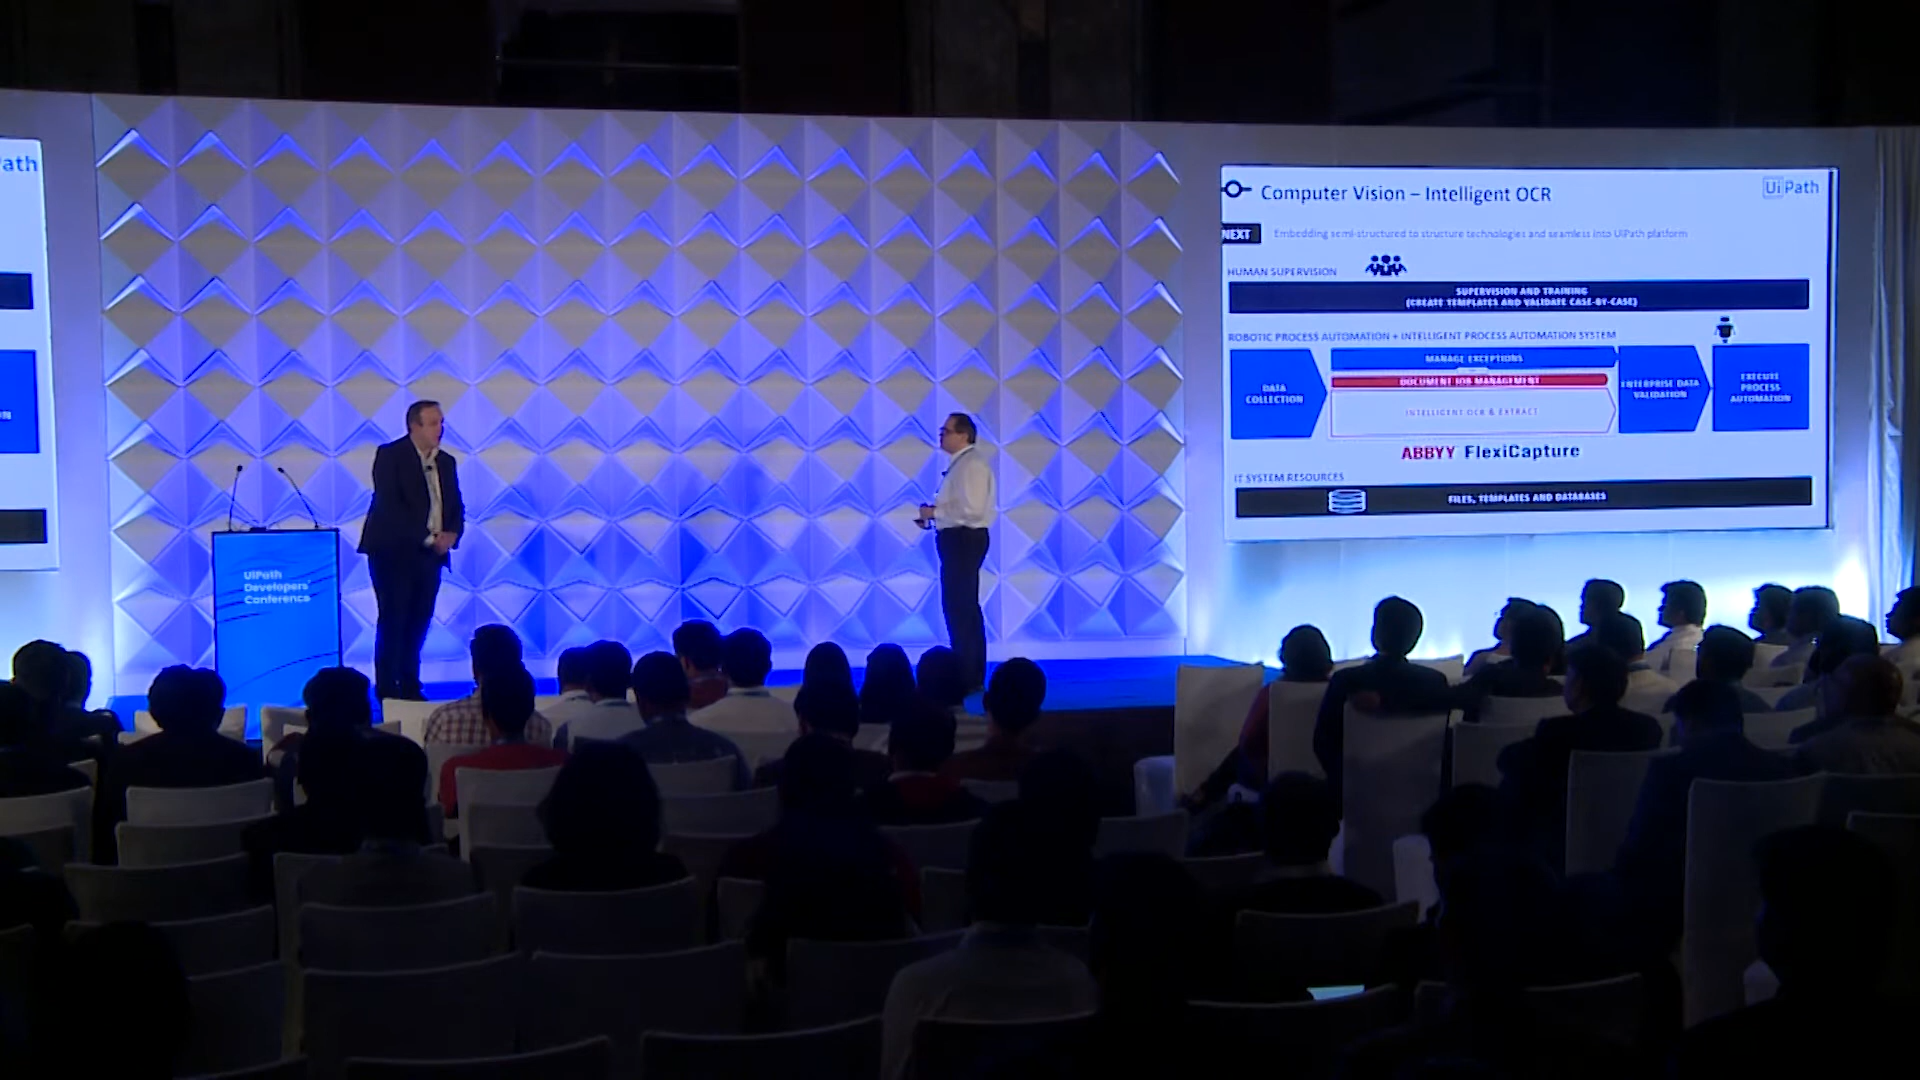 Path
N
UiPath
Developers'
Conference
Computer Vision – Intelligent OCR
UiPath
NEXT
Embedding semi-structured to structure technologies and seamless into UiPath platform
HUMAN SUPERVISION
SUPERVISION AND TRAINING
(CREATE TEMPLATES AND VALIDATE CASE-BY-CASE)
ROBOTIC PROCESS AUTOMATION + INTELLIGENT PROCESS AUTOMATION SYSTEM
DATA
COLLECTION
MANAGE EXCEPTIONS
DOCUMENT JOB MANAGEMENT
INTELLIGENT OCR & EXTRACT
ENTERPRISE DATA
VALIDATION
EXECUTE
PROCESS
AUTOMATION
ABBYY FlexiCapture
IT SYSTEM RESOURCES
FILES, TEMPLATES AND DATABASES